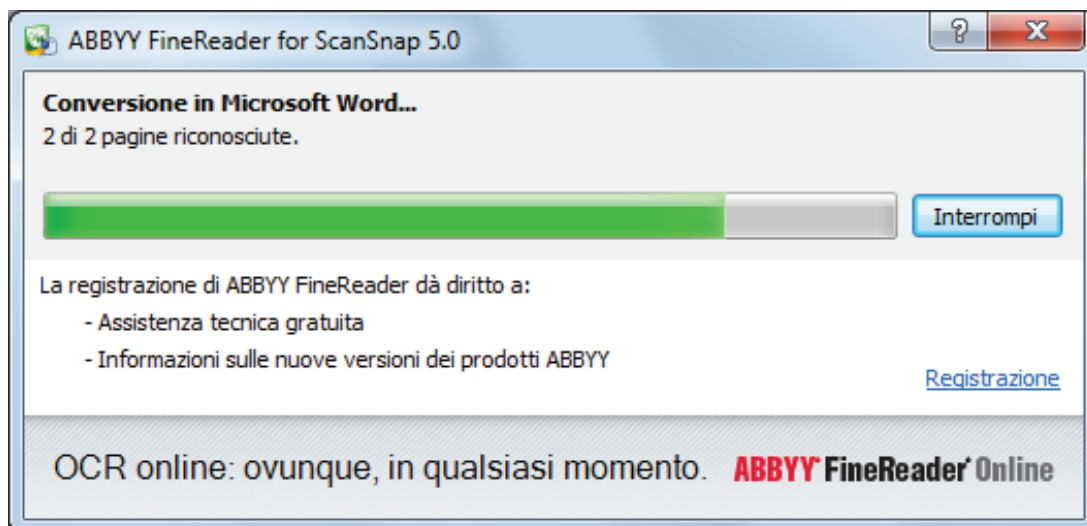 ABBYY FineReader for ScanSnap 5.0
Conversione in Microsoft Word...
2 di 2 pagine riconosciute.
Interrompi
La registrazione di ABBYY FineReader dà diritto a:
- Assistenza tecnica gratuita
- Informazioni sulle nuove versioni dei prodotti ABBYY
Registrazione
OCR online: ovunque, in qualsiasi momento. ABBYY FineReader Online